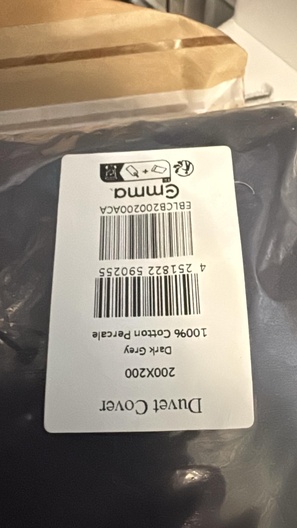 Duvet Cover
200X200
Dark Grey
100% Cotton Percale
4 251822 590255
EBLCB200200ACA
Emma